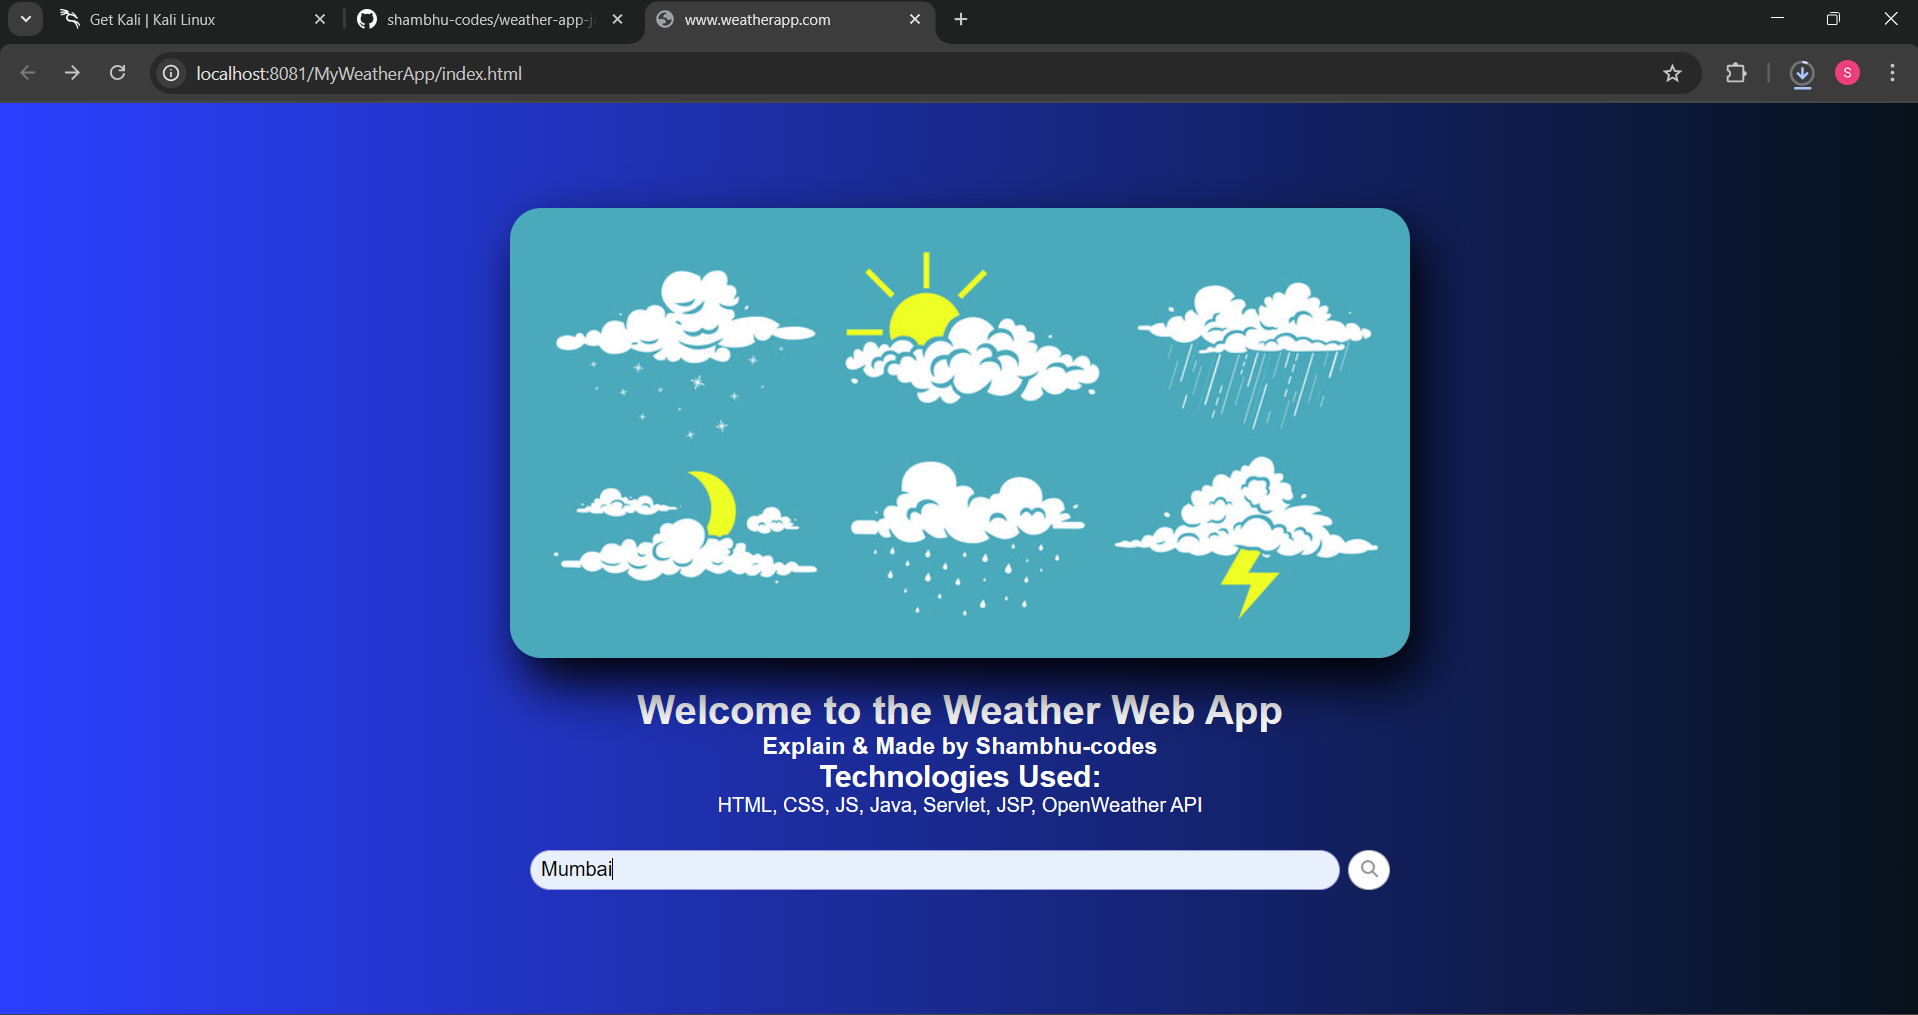 Get Kali | Kali Linux
shambhu-codes/weather-app-j
www.weatherapp.com
localhost:8081/MyWeatherApp/index.html
S
Welcome to the Weather Web App
Explain & Made by Shambhu-codes
Technologies Used:
HTML, CSS, JS, Java, Servlet, JSP, OpenWeather API
Mumbai